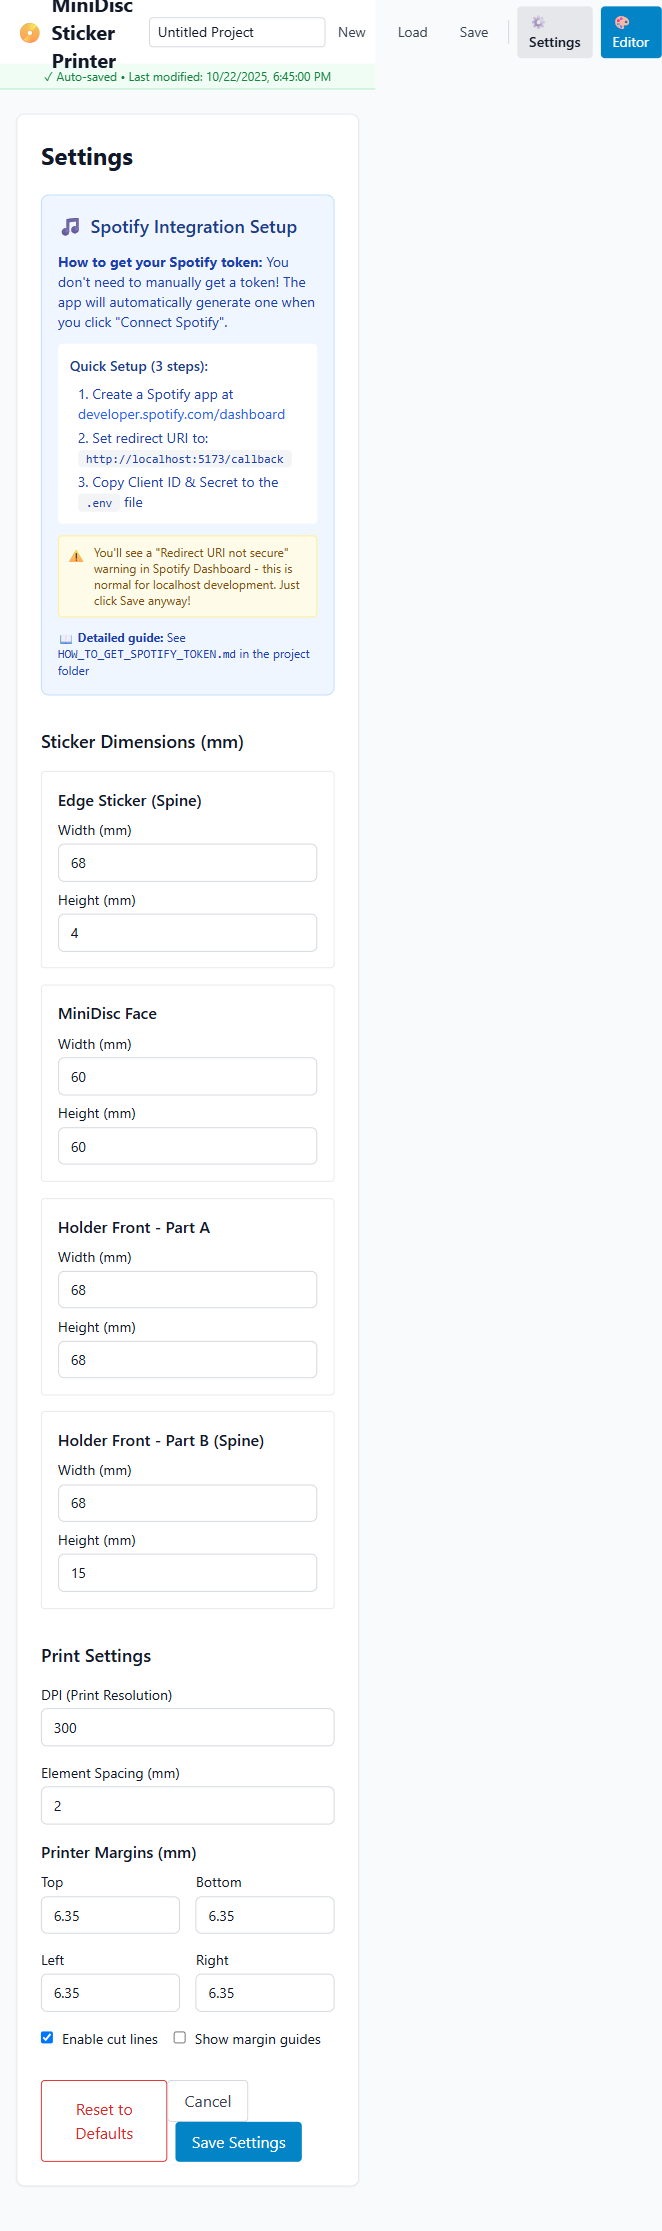 MiniDisc
Sticker
Printer
Untitled Project
New
Load
Save
Settings
Editor
✓ Auto-saved • Last modified: 10/22/2025, 6:45:00 PM
Settings
Spotify Integration Setup
How to get your Spotify token: You
don't need to manually get a token! The
app will automatically generate one when
you click "Connect Spotify".
Quick Setup (3 steps):
1. Create a Spotify app at
developer.spotify.com/dashboard
2. Set redirect URI to:
http://localhost:5173/callback
3. Copy Client ID & Secret to the
.env file
You'll see a "Redirect URI not secure"
warning in Spotify Dashboard - this is
normal for localhost development. Just
click Save anyway!
Detailed guide: See
HOW_TO_GET_SPOTIFY_TOKEN.md in the project
folder
Sticker Dimensions (mm)
Edge Sticker (Spine)
Width (mm)
68
Height (mm)
4
MiniDisc Face
Width (mm)
60
Height (mm)
60
Holder Front - Part A
Width (mm)
68
Height (mm)
68
Holder Front - Part B (Spine)
Width (mm)
68
Height (mm)
15
Print Settings
DPI (Print Resolution)
300
Element Spacing (mm)
2
Printer Margins (mm)
Top
Bottom
6.35
6.35
Left
Right
6.35
6.35
Enable cut lines
Show margin guides
Reset to
Defaults
Cancel
Save Settings